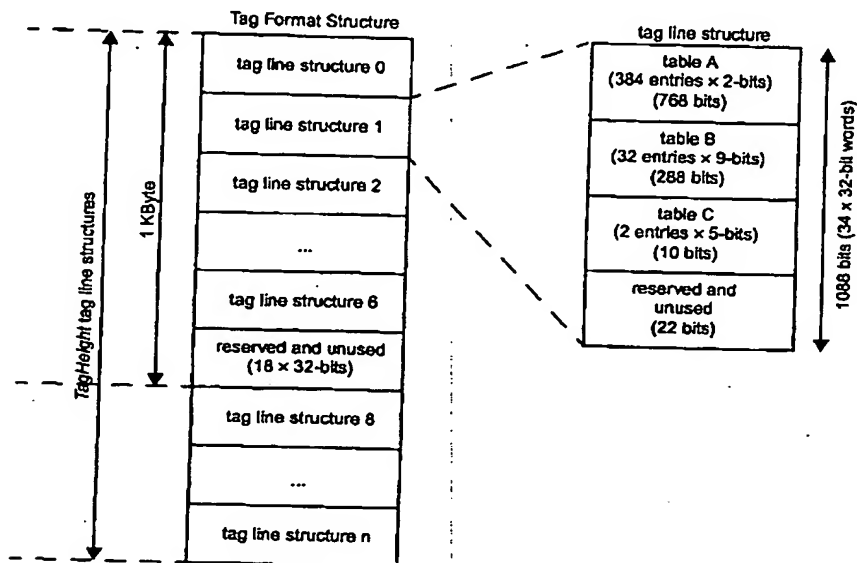 Tag Format Structure
tag line structure 0
tag line structure 1
tag line structure 2
...
tag line structure 6
reserved and unused
(18 × 32-bits)
tag line structure 8
...
tag line structure n
1 KByte
TagHeight tag line structures
tag line structure
table A
(384 entries × 2-bits)
(768 bits)
table B
(32 entries × 9-bits)
(288 bits)
table C
(2 entries × 5-bits)
(10 bits)
reserved and
unused
(22 bits)
1088 bits (34 x 32-bit words)